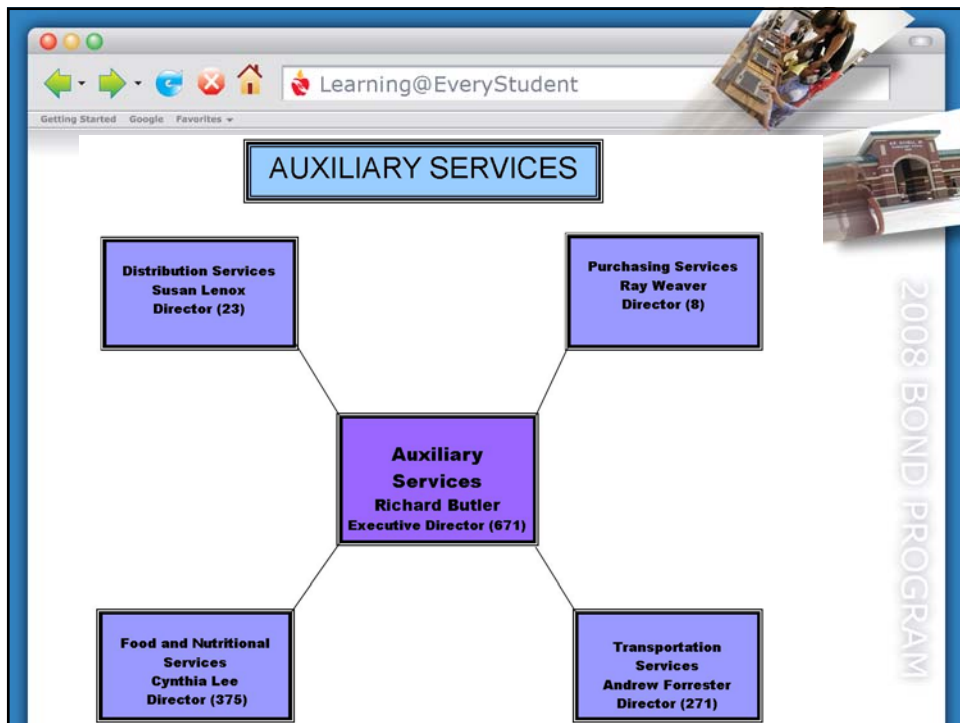 Learning@EveryStudent
Getting Started Google Favorites
AUXILIARY SERVICES
Distribution Services
Susan Lenox
Director (23)
Purchasing Services
Ray Weaver
Director (8)
Auxiliary
Services
Richard Butler
Executive Director (671)
Food and Nutritional
Services
Cynthia Lee
Director (375)
Transportation
Services
Andrew Forrester
Director (271)
2008 BOND PROGRAM